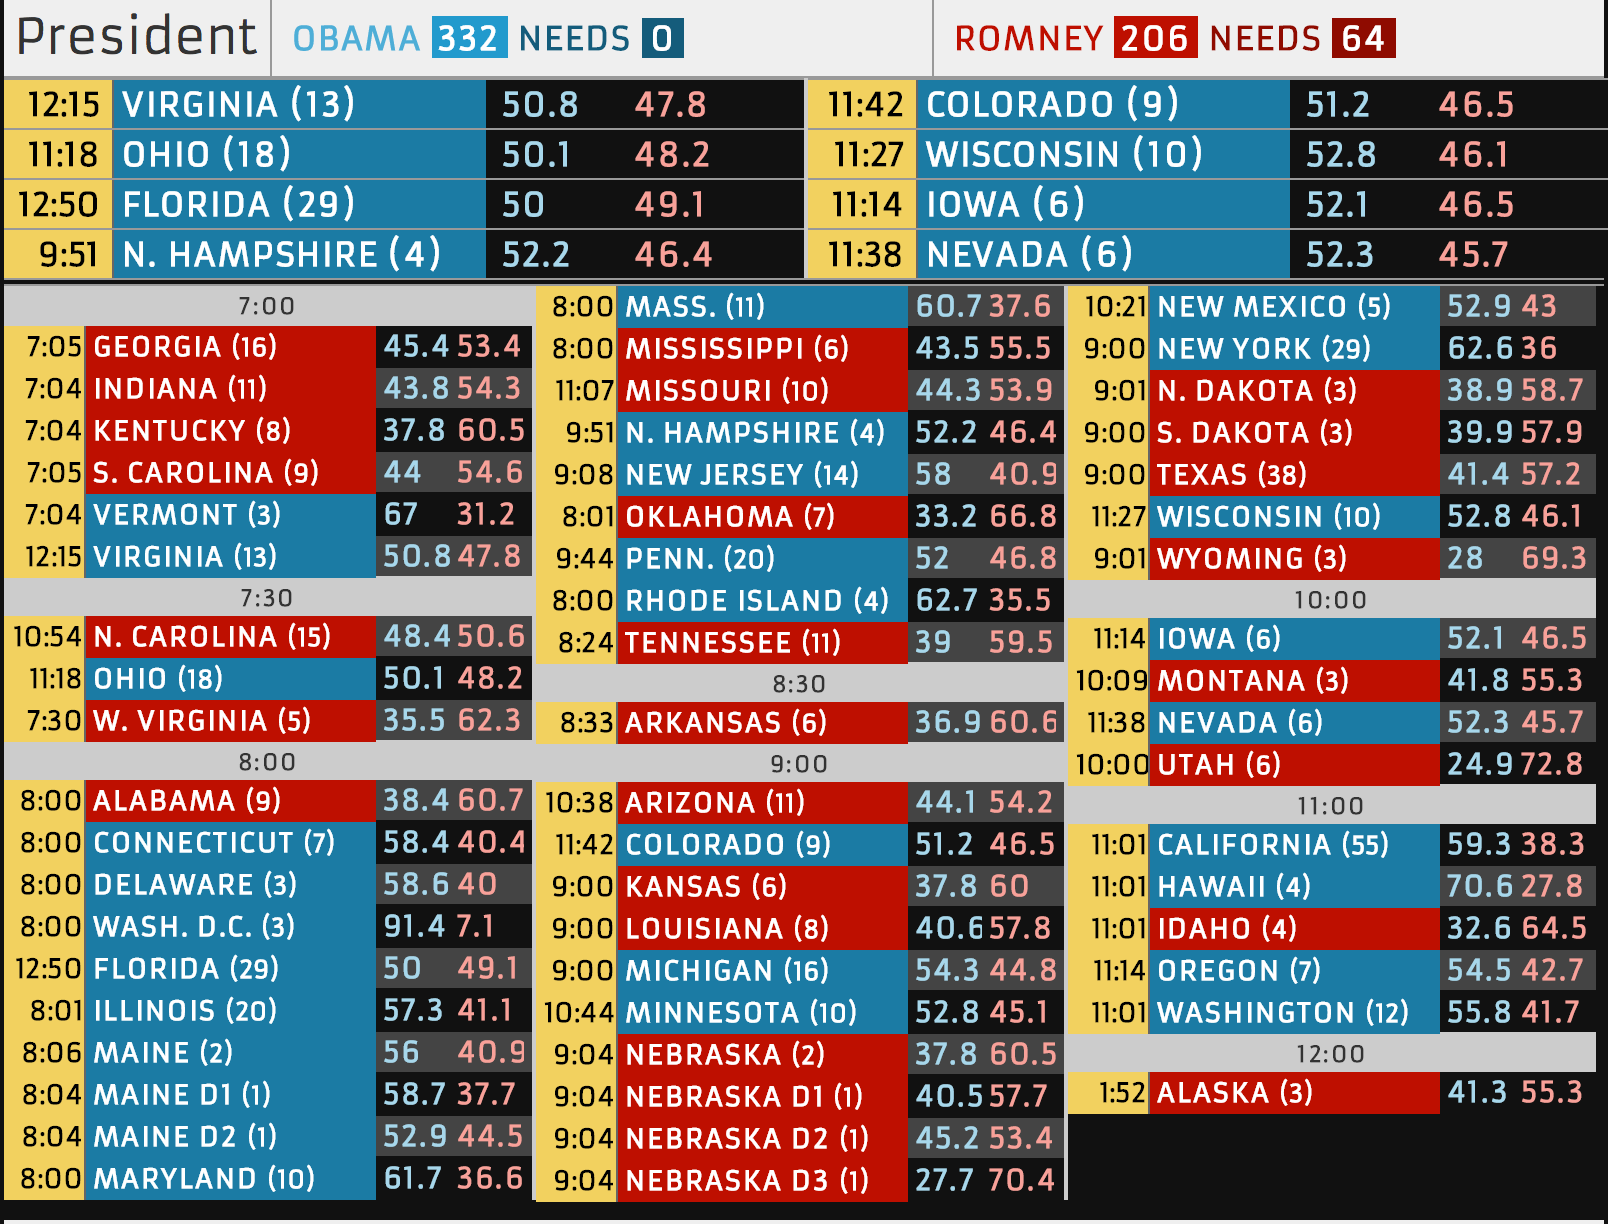 President OBAMA 332 NEEDS 0 ROMNEY 206 NEEDS 64
12:15 VIRGINIA (13) 50.8 47.8
11:18 OHIO (18) 50.1 48.2
12:50 FLORIDA (29) 50 49.1
9:51 N. HAMPSHIRE (4) 52.2 46.4
11:42 COLORADO (9) 51.2 46.5
11:27 WISCONSIN (10) 52.8 46.1
11:14 IOWA (6) 52.1 46.5
11:38 NEVADA (6) 52.3 45.7
7:00
7:05 GEORGIA (16) 45.4 53.4
7:04 INDIANA (11) 43.8 54.3
7:04 KENTUCKY (8) 37.8 60.5
7:05 S. CAROLINA (9) 44 54.6
7:04 VERMONT (3) 67 31.2
12:15 VIRGINIA (13) 50.8 47.8
7:30
10:54 N. CAROLINA (15) 48.4 50.6
11:18 OHIO (18) 50.1 48.2
7:30 W. VIRGINIA (5) 35.5 62.3
8:00
8:00 ALABAMA (9) 38.4 60.7
8:00 CONNECTICUT (7) 58.4 40.4
8:00 DELAWARE (3) 58.6 40
8:00 WASH. D.C. (3) 91.4 7.1
12:50 FLORIDA (29) 50 49.1
8:01 ILLINOIS (20) 57.3 41.1
8:06 MAINE (2) 56 40.9
8:04 MAINE D1 (1) 58.7 37.7
8:04 MAINE D2 (1) 52.9 44.5
8:00 MARYLAND (10) 61.7 36.6
8:00 MASS. (11) 60.7 37.6
8:00 MISSISSIPPI (6) 43.5 55.5
11:07 MISSOURI (10) 44.3 53.9
9:51 N. HAMPSHIRE (4) 52.2 46.4
9:08 NEW JERSEY (14) 58 40.9
8:01 OKLAHOMA (7) 33.2 66.8
9:44 PENN. (20) 52 46.8
8:00 RHODE ISLAND (4) 62.7 35.5
8:24 TENNESSEE (11) 39 59.5
8:30
8:33 ARKANSAS (6) 36.9 60.6
9:00
10:38 ARIZONA (11) 44.1 54.2
11:42 COLORADO (9) 51.2 46.5
9:00 KANSAS (6) 37.8 60
9:00 LOUISIANA (8) 40.6 57.8
9:00 MICHIGAN (16) 54.3 44.8
10:44 MINNESOTA (10) 52.8 45.1
9:04 NEBRASKA (2) 37.8 60.5
9:04 NEBRASKA D1 (1) 40.5 57.7
9:04 NEBRASKA D2 (1) 45.2 53.4
9:04 NEBRASKA D3 (1) 27.7 70.4
10:21 NEW MEXICO (5) 52.9 43
9:00 NEW YORK (29) 62.6 36
9:01 N. DAKOTA (3) 38.9 58.7
9:00 S. DAKOTA (3) 39.9 57.9
9:00 TEXAS (38) 41.4 57.2
11:27 WISCONSIN (10) 52.8 46.1
9:01 WYOMING (3) 28 69.3
10:00
11:14 IOWA (6) 52.1 46.5
10:09 MONTANA (3) 41.8 55.3
11:38 NEVADA (6) 52.3 45.7
10:00 UTAH (6) 24.9 72.8
11:00
11:01 CALIFORNIA (55) 59.3 38.3
11:01 HAWAII (4) 70.6 27.8
11:01 IDAHO (4) 32.6 64.5
11:14 OREGON (7) 54.5 42.7
11:01 WASHINGTON (12) 55.8 41.7
12:00
1:52 ALASKA (3) 41.3 55.3